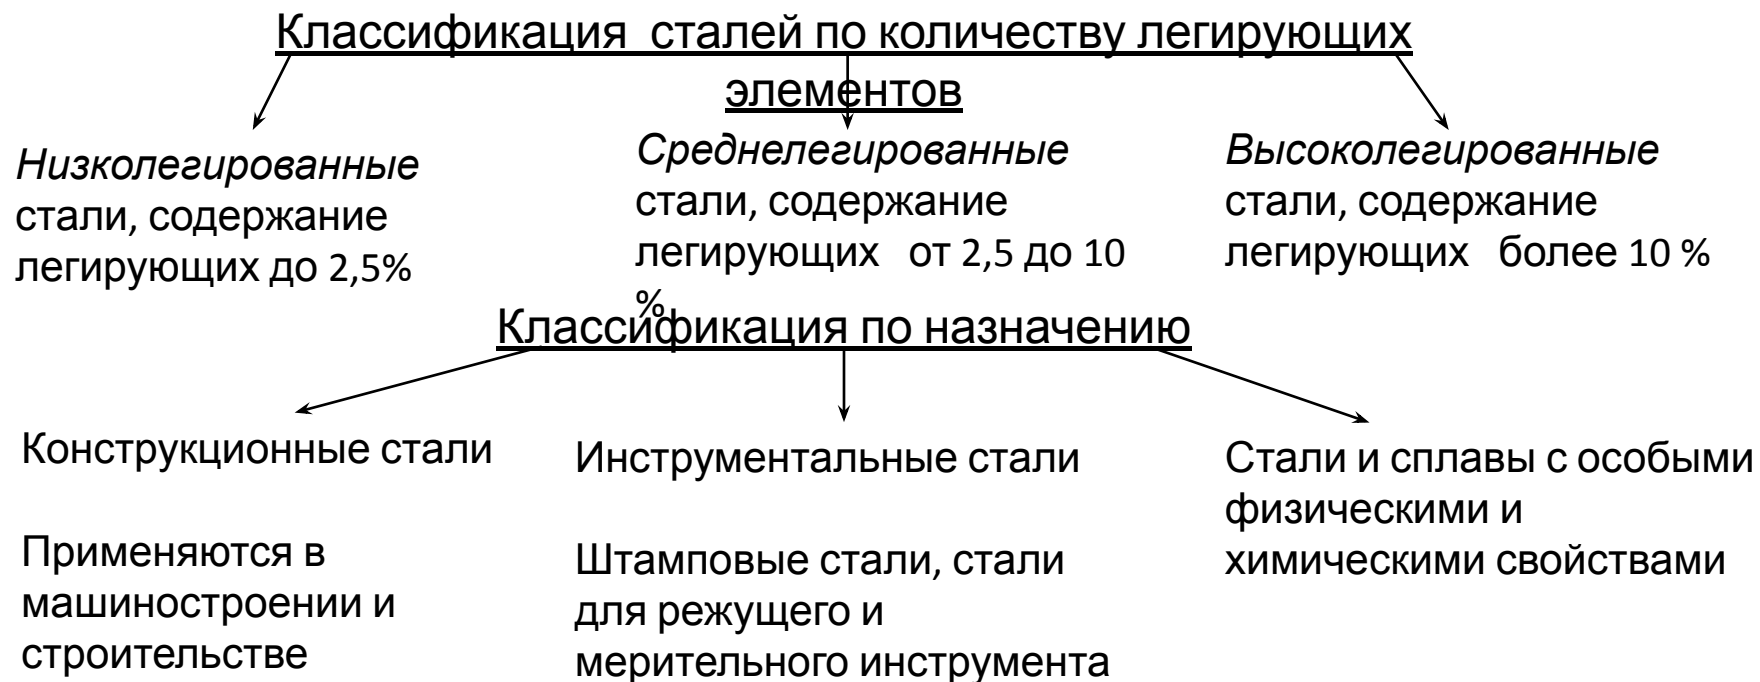 Классификация сталей по количеству легирующих
элементов
Низколегированные
стали, содержание
легирующих до 2,5%
Среднелегированные
стали, содержание
легирующих от 2,5 до 10
%
Высоколегированные
стали, содержание
легирующих более 10 %
Классификация по назначению
Конструкционные стали
Применяются в
машиностроении и
строительстве
Инструментальные стали
Штамповые стали, стали
для режущего и
мерительного инструмента
Стали и сплавы с особыми
физическими и
химическими свойствами